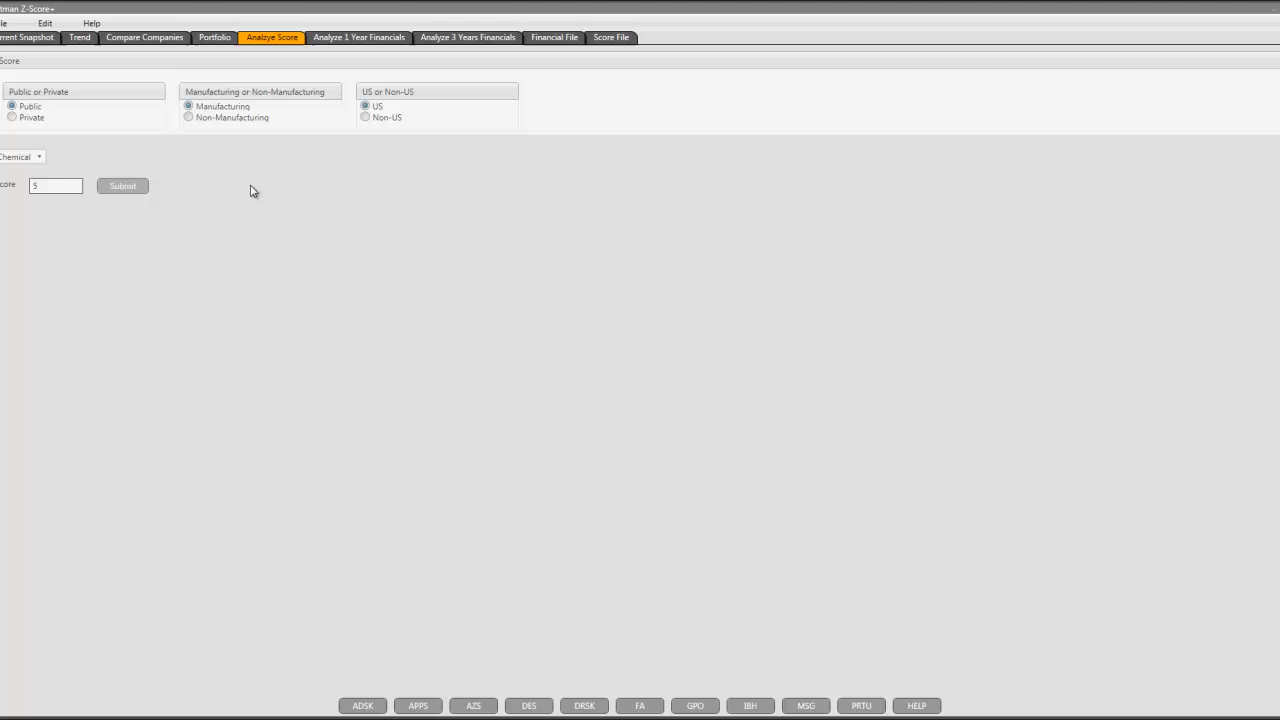 tman Z-Score+
le Edit Help
rrent Snapshot Trend Compare Companies Portfolio Analzye Score Analyze 1 Year Financials Analyze 3 Years Financials Financial File Score File
Score
Public or Private Manufacturing or Non-Manufacturing US or Non-US
Public Manufacturing US
Private Non-Manufacturing Non-US
Chemical
core 5 Submit
ADSK APPS AZS DES DRSK FA GPO IBH MSG PRTU HELP